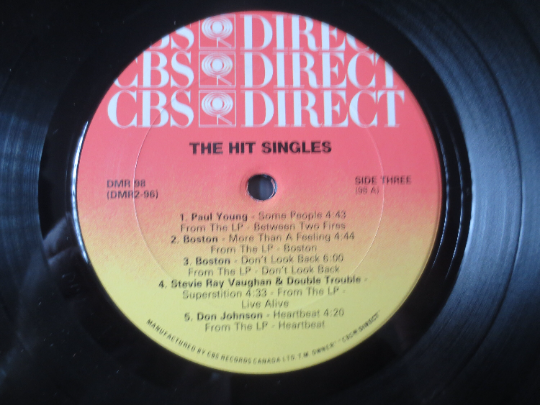 CBS DIRECT
CBS DIRECT
CBS DIRECT
THE HIT SINGLES
DMR 98
(DMR2-96)
SIDE THREE
(98 A)
1. Paul Young - Some People 4:43
From The LP - Between Two Fires
2. Boston - More Than A Feeling 4:44
From The LP - Boston
3. Boston - Don't Look Back 6:00
From The LP - Don't Look Back
4. Stevie Ray Vaughan & Double Trouble -
Superstition 4:33 - From The LP -
Live Alive
5. Don Johnson - Heartbeat 4:20
From The LP - Heartbeat
MANUFACTURED BY CBS RECORDS CANADA LTD. T.M. OWNER